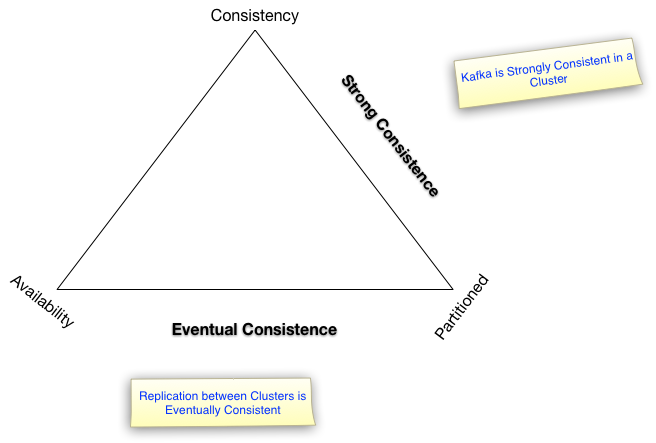 Consistency
Kafka is Strongly Consistent in a
Cluster
Strong Consistence
Availability
Partitioned
Eventual Consistence
Replication between Clusters is
Eventually Consistent